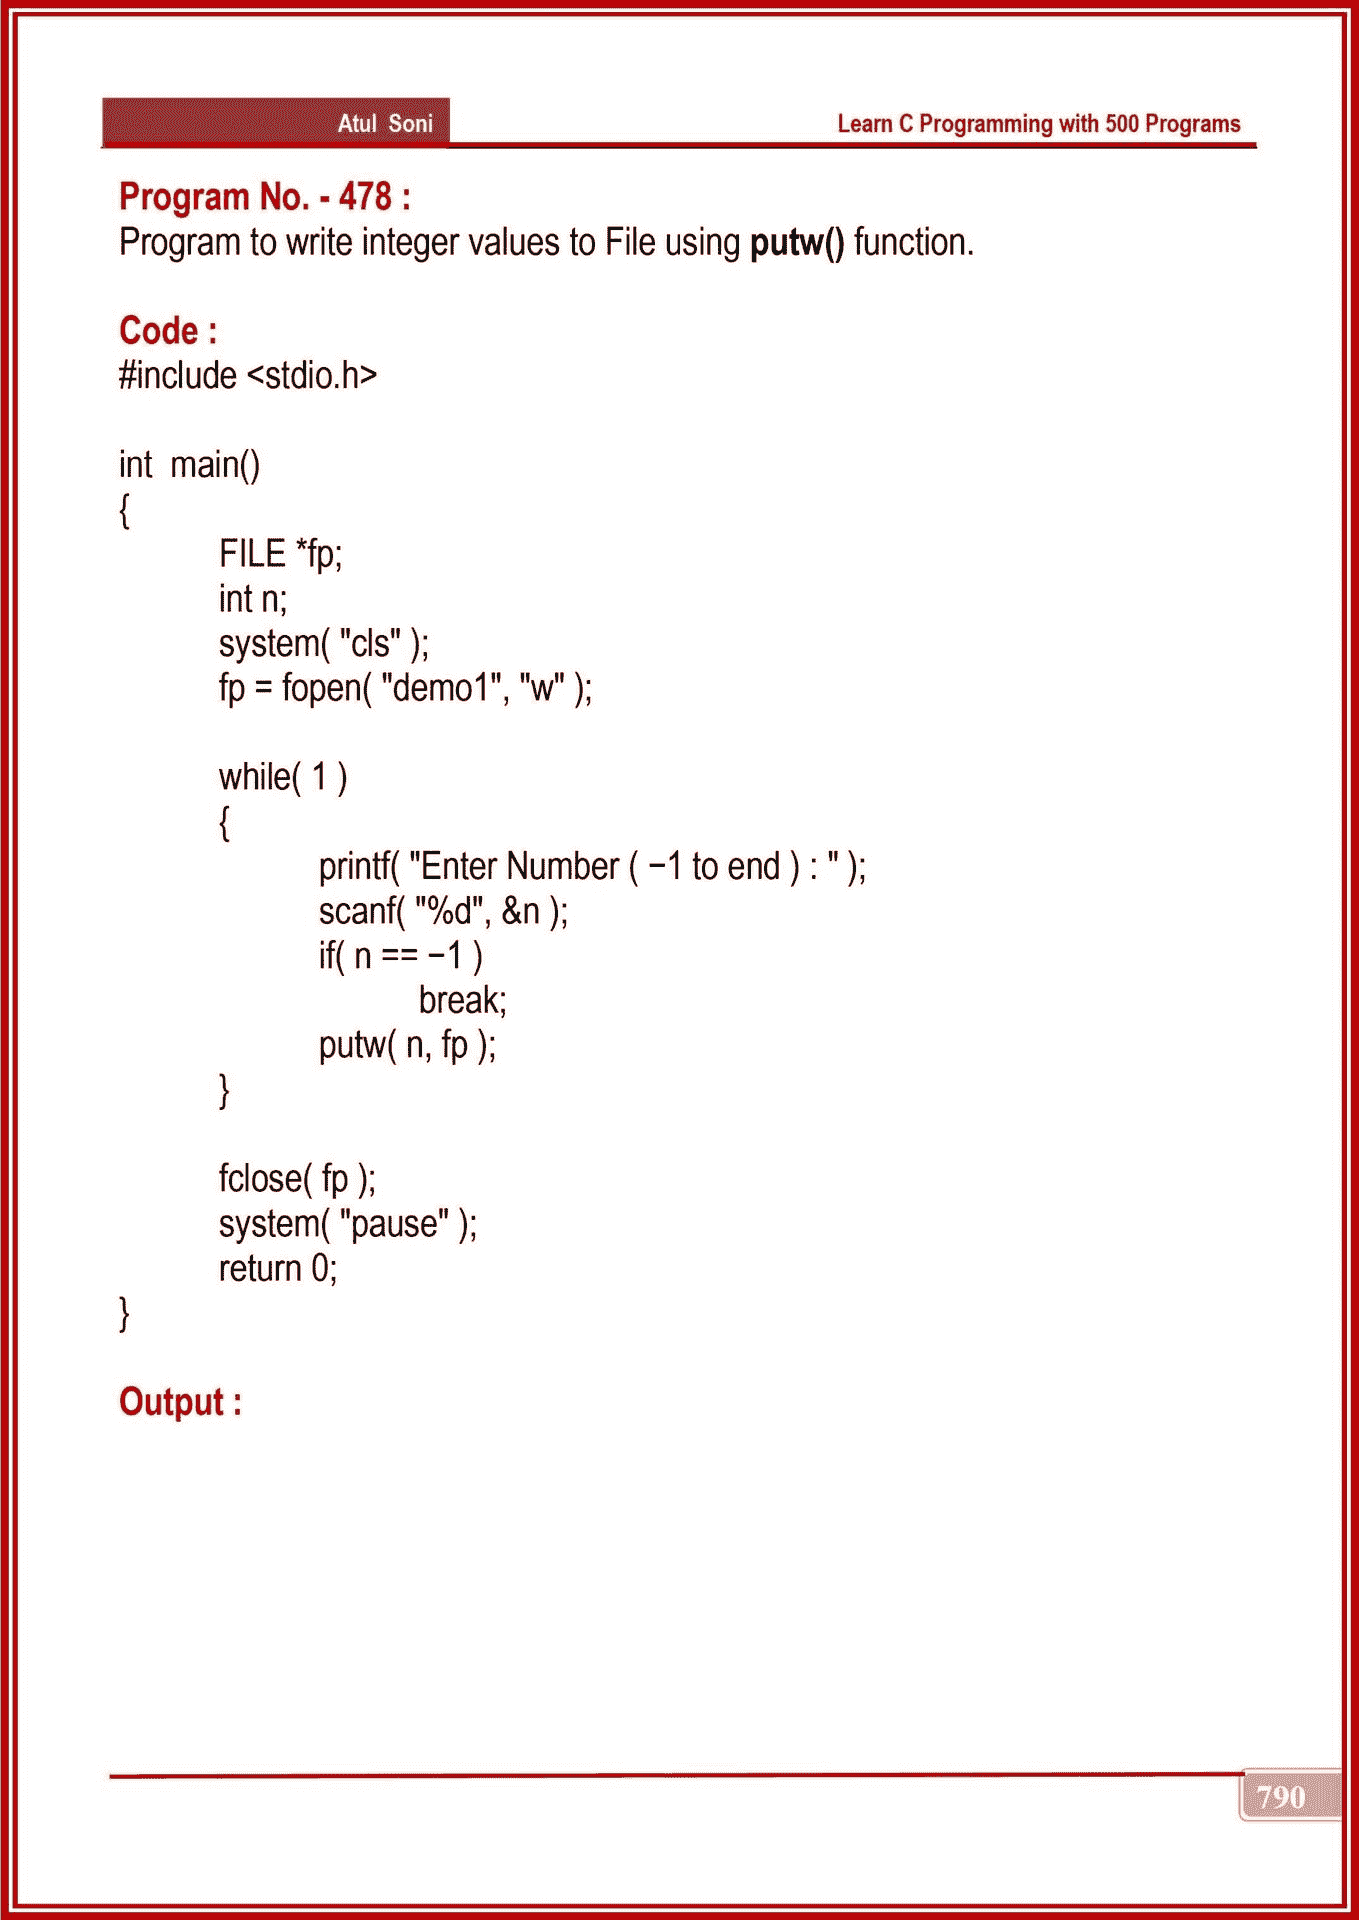 Atul  Soni
Learn C Programming with 500 Programs
Program No. - 478 :
Program to write integer values to File using putw() function.
Code :
#include <stdio.h>
int  main()
{
FILE *fp;
int n;
system( "cls" );
fp = fopen( "demo1", "w" );
while( 1 )
{
printf( "Enter Number ( −1 to end ) : " );
scanf( "%d", &n );
if( n == −1 )
break;
putw( n, fp );
}
fclose( fp );
system( "pause" );
return 0;
}
Output :
790